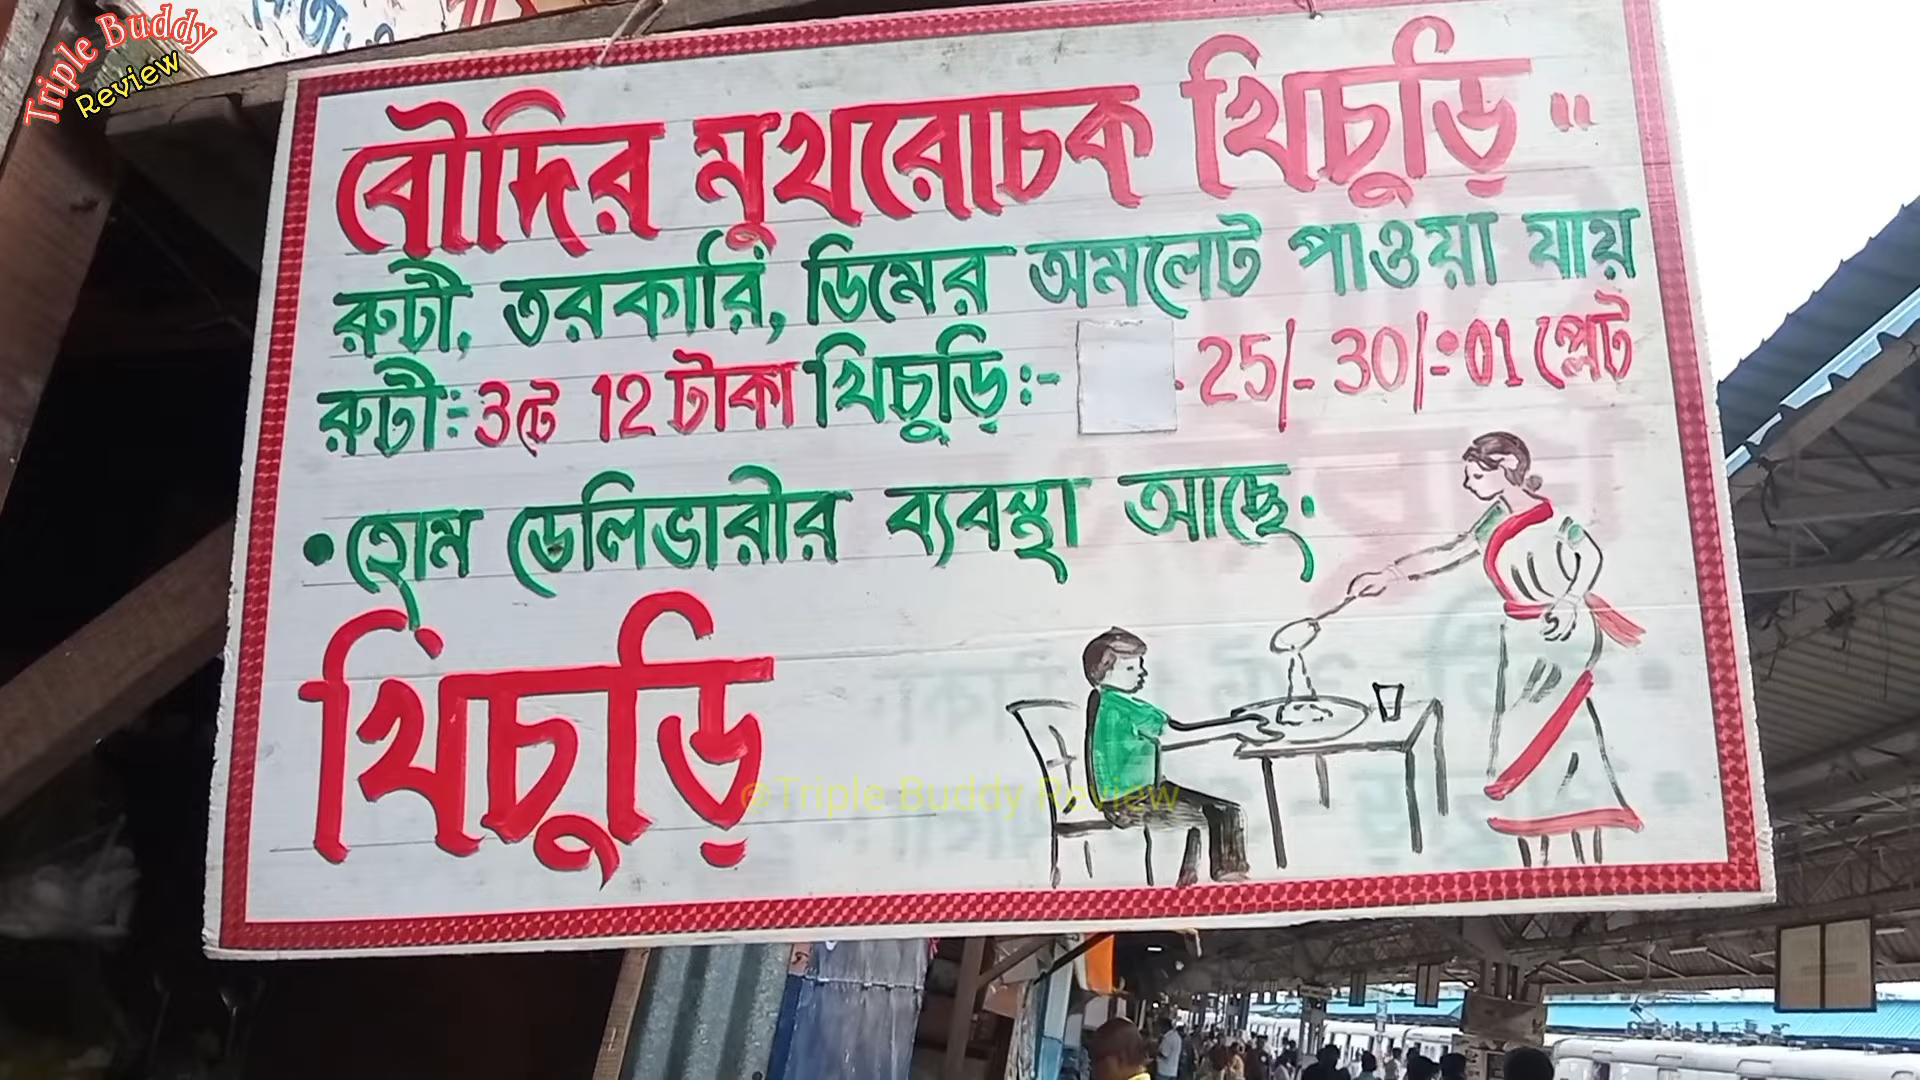 Triple Buddy
Review
বৌদির মুখরোচক খিচুড়ি "
রুটী, তরকারি, ডিমের অমলেট পাওয়া যায়
রুটী:- 3টে 12 টাকা খিচুড়ি:- 25/- 30/-:01 প্লেট
• হোম ডেলিভারীর ব্যবস্থা আছে.
খিচুড়ি
@Triple Buddy Review